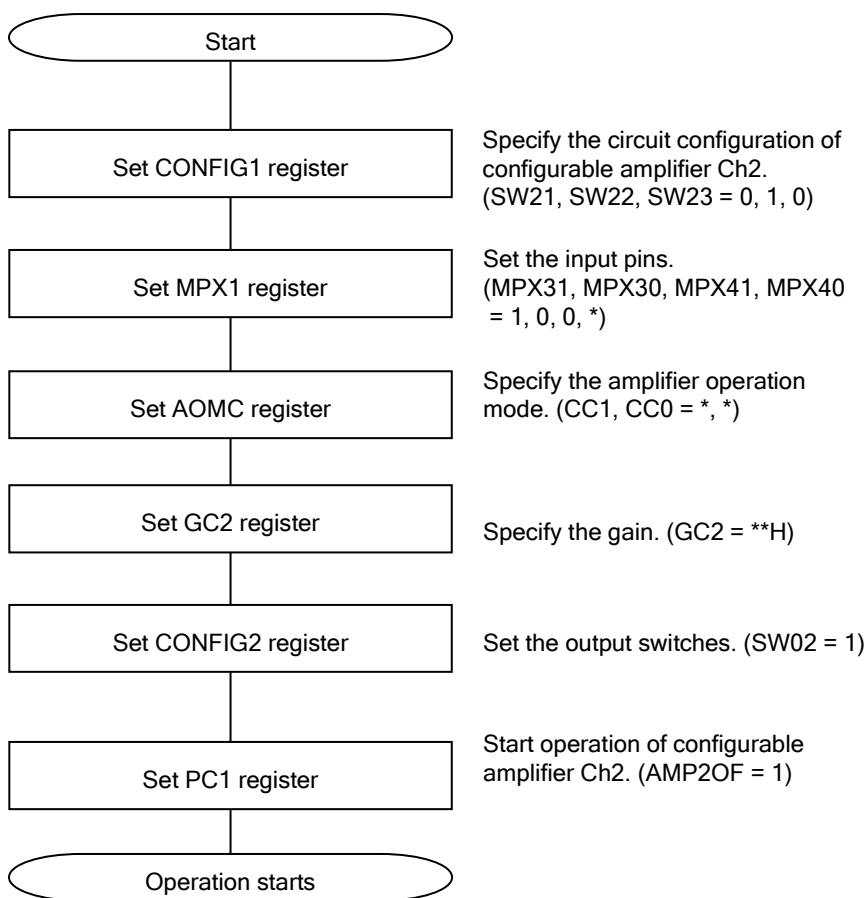 Start
Set CONFIG1 register
Specify the circuit configuration of
configurable amplifier Ch2.
(SW21, SW22, SW23 = 0, 1, 0)
Set MPX1 register
Set the input pins.
(MPX31, MPX30, MPX41, MPX40
= 1, 0, 0, *)
Set AOMC register
Specify the amplifier operation
mode. (CC1, CC0 = *, *)
Set GC2 register
Specify the gain. (GC2 = **H)
Set CONFIG2 register
Set the output switches. (SW02 = 1)
Set PC1 register
Start operation of configurable
amplifier Ch2. (AMP2OF = 1)
Operation starts